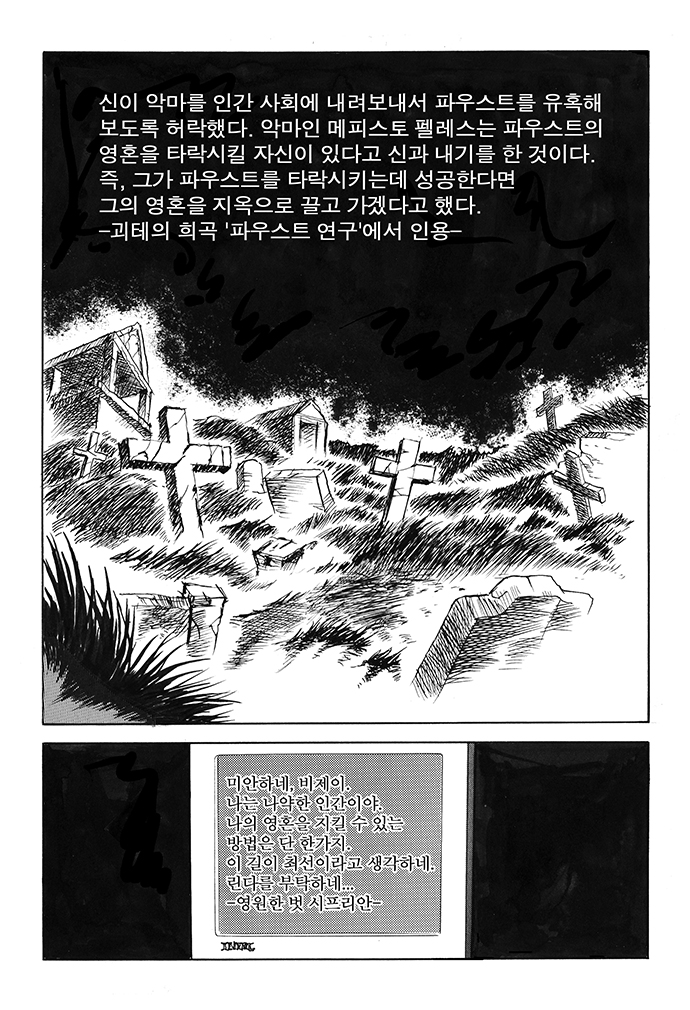 신이 악마를 인간 사회에 내려보내서 파우스트를 유혹해
보도록 허락했다. 악마인 메피스토 펠레스는 파우스트의
영혼을 타락시킬 자신이 있다고 신과 내기를 한 것이다.
즉, 그가 파우스트를 타락시키는데 성공한다면
그의 영혼을 지옥으로 끌고 가겠다고 했다.
-괴테의 희곡 '파우스트 연구'에서 인용-
미안하네, 비제이.
나는 나약한 인간이야.
나의 영혼을 지킬 수 있는
방법은 단 한가지.
이 길이 최선이라고 생각하네.
린다를 부탁하네...
-영원한 벗 시프리안-